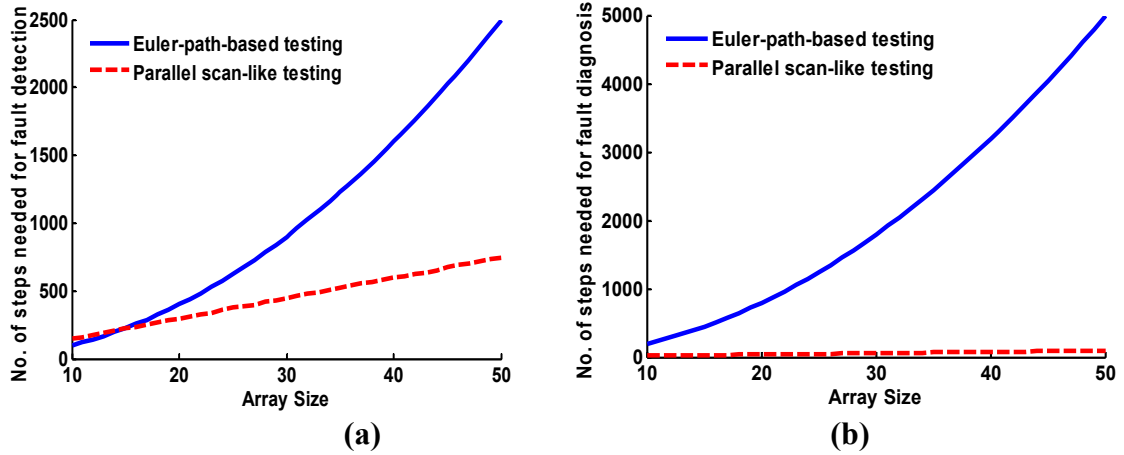 No. of steps needed for fault detection
2500
2000
1500
1000
500
0
Euler-path-based testing
Parallel scan-like testing
10 20 30 40 50
Array Size
(a)
No. of steps needed for fault diagnosis
5000
4000
3000
2000
1000
0
Euler-path-based testing
Parallel scan-like testing
10 20 30 40 50
Array Size
(b)